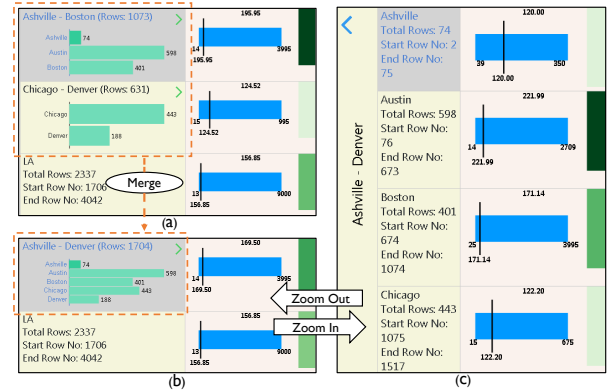 Ashville - Boston (Rows: 1073)
Ashville 74
Austin 598
Boston 401
195.95
14 3995
195.95
Chicago - Denver (Rows: 631)
Chicago 443
Denver 188
124.52
15 995
124.52
LA
Total Rows: 2337
Start Row No: 1706
End Row No: 4042
Merge
156.85
13 9000
156.85
(a)
Ashville - Denver (Rows: 1704)
Ashville 74
Austin 598
Boston 401
Chicago 443
Denver 188
169.50
14 3995
169.50
LA
Total Rows: 2337
Start Row No: 1706
End Row No: 4042
156.85
13 9000
156.85
(b)
Zoom Out
Zoom In
Ashville - Denver
Ashville
Total Rows: 74
Start Row No: 2
End Row No:
75
120.00
39 350
120.00
Austin
Total Rows: 598
Start Row No:
76
End Row No:
673
221.99
14 2709
221.99
Boston
Total Rows: 401
Start Row No:
674
End Row No:
1074
171.14
25 3995
171.14
Chicago
Total Rows: 443
Start Row No:
1075
End Row No:
1517
122.20
15 675
122.20
(c)